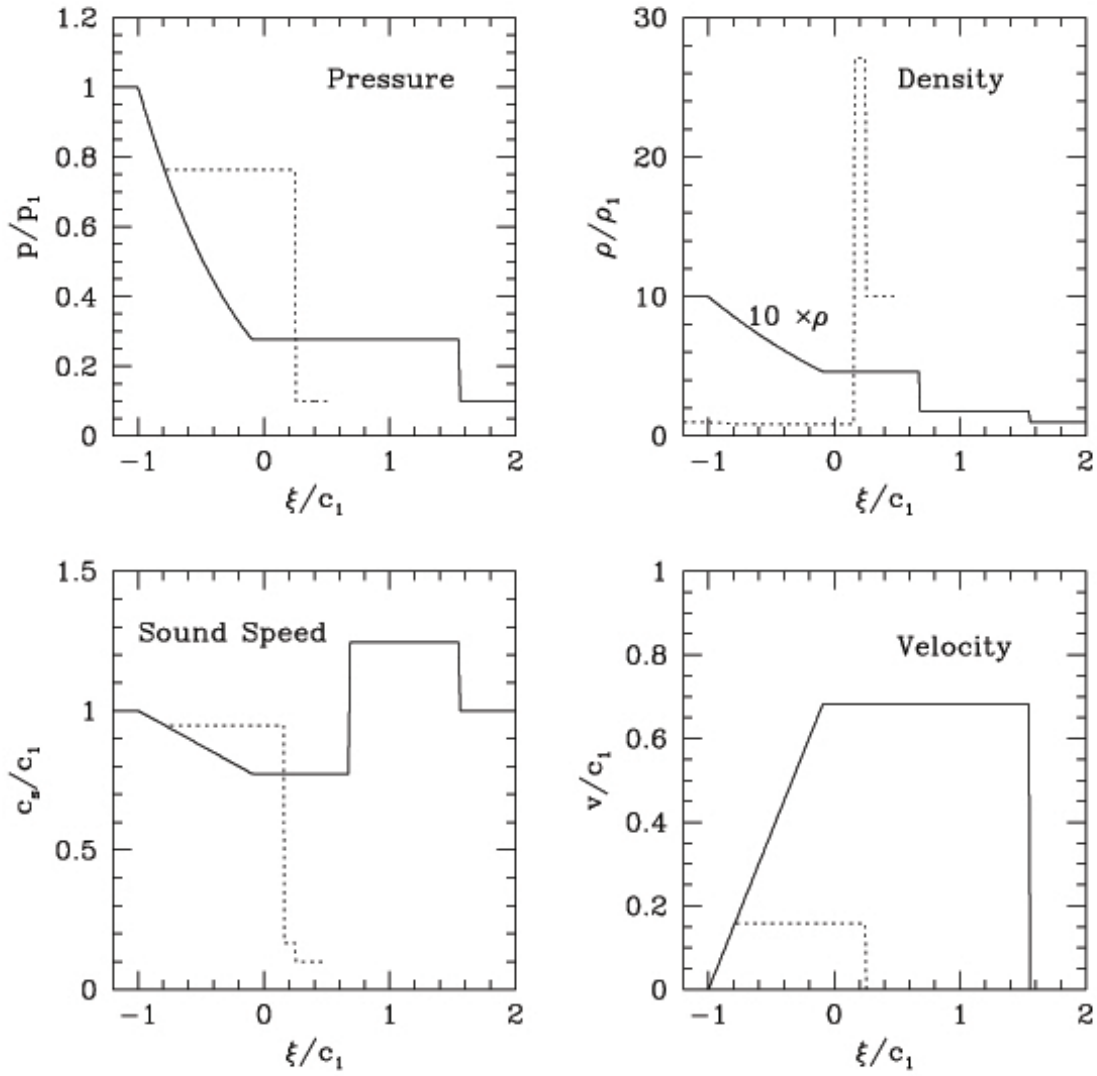 1.2
1
0.8
0.6
0.4
0.2
0
p/p₁
Pressure
−1 0 1 2
ξ/c₁
30
20
10
0
ρ/ρ₁
Density
10 ×ρ
−1 0 1 2
ξ/c₁
1.5
1
0.5
0
cₛ/c₁
Sound Speed
−1 0 1 2
ξ/c₁
1
0.8
0.6
0.4
0.2
0
v/c₁
Velocity
−1 0 1 2
ξ/c₁